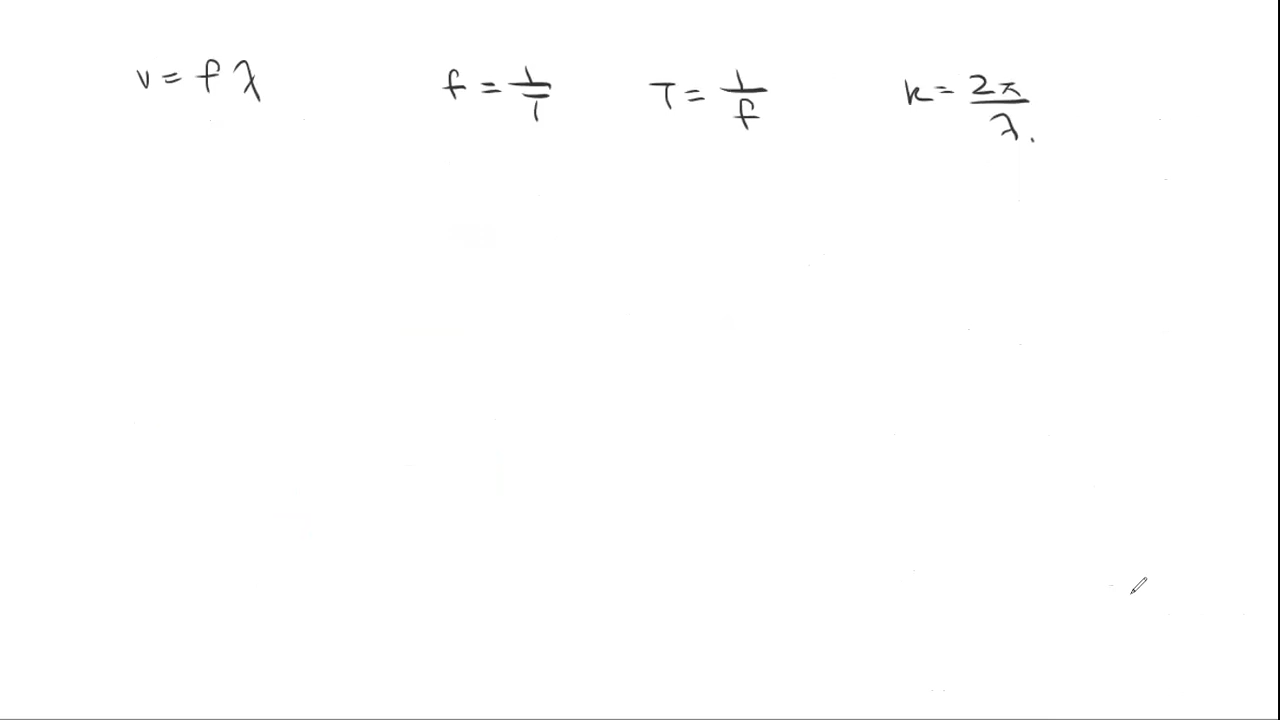 v = f λ f = 1/T T = 1/f k = 2π/λ.